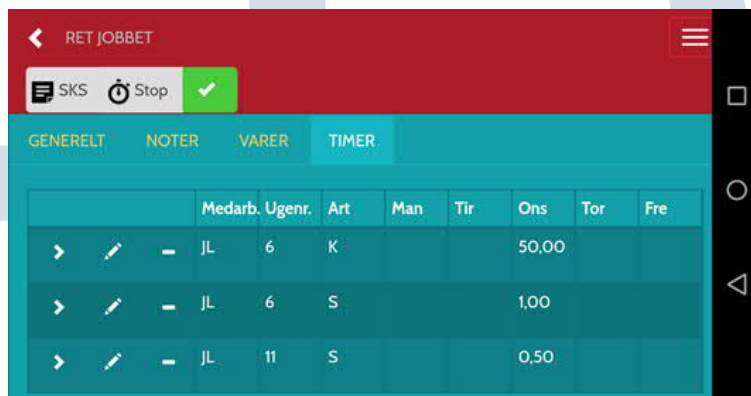 RET JOBBET
SKS Stop
GENERELT NOTER VARER TIMER
Medarb. Ugenr. Art Man Tir Ons Tor Fre
JL 6 K 50,00
JL 6 S 1,00
JL 11 S 0,50